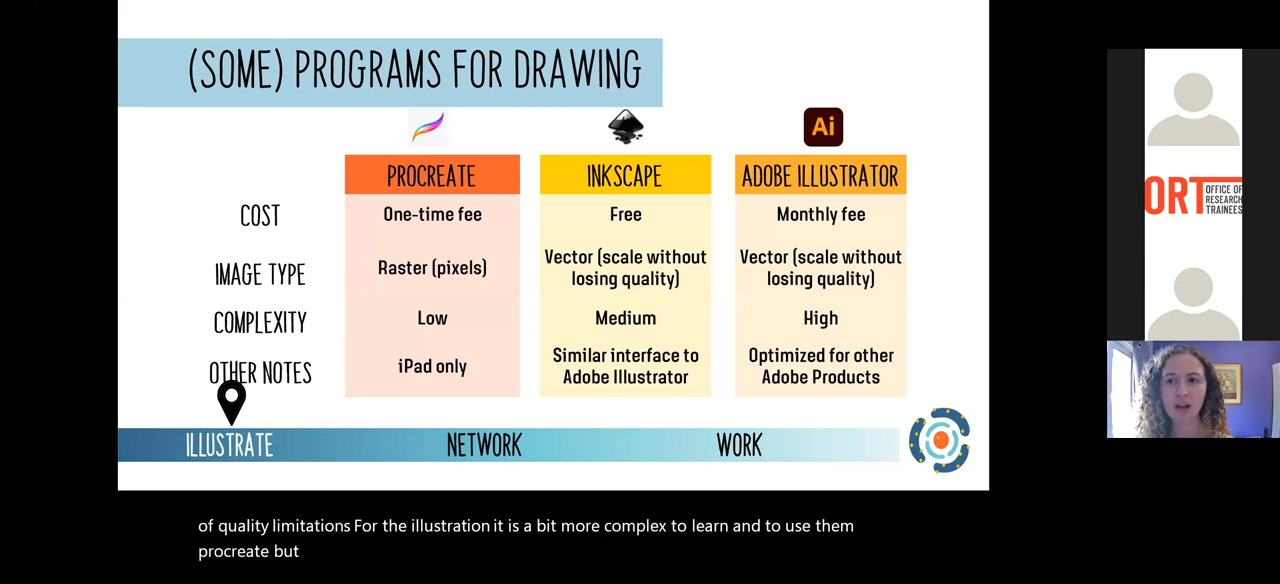 (SOME) PROGRAMS FOR DRAWING
Ai
PROCREATE INKSCAPE ADOBE ILLUSTRATOR
COST One-time fee Free Monthly fee
IMAGE TYPE Raster (pixels) Vector (scale without losing quality) Vector (scale without losing quality)
COMPLEXITY Low Medium High
OTHER NOTES iPad only Similar interface to Adobe Illustrator Optimized for other Adobe Products
ILLUSTRATE NETWORK WORK
ORT OFFICE OF RESEARCH TRAINEES
of quality limitations For the illustration it is a bit more complex to learn and to use them
procreate but